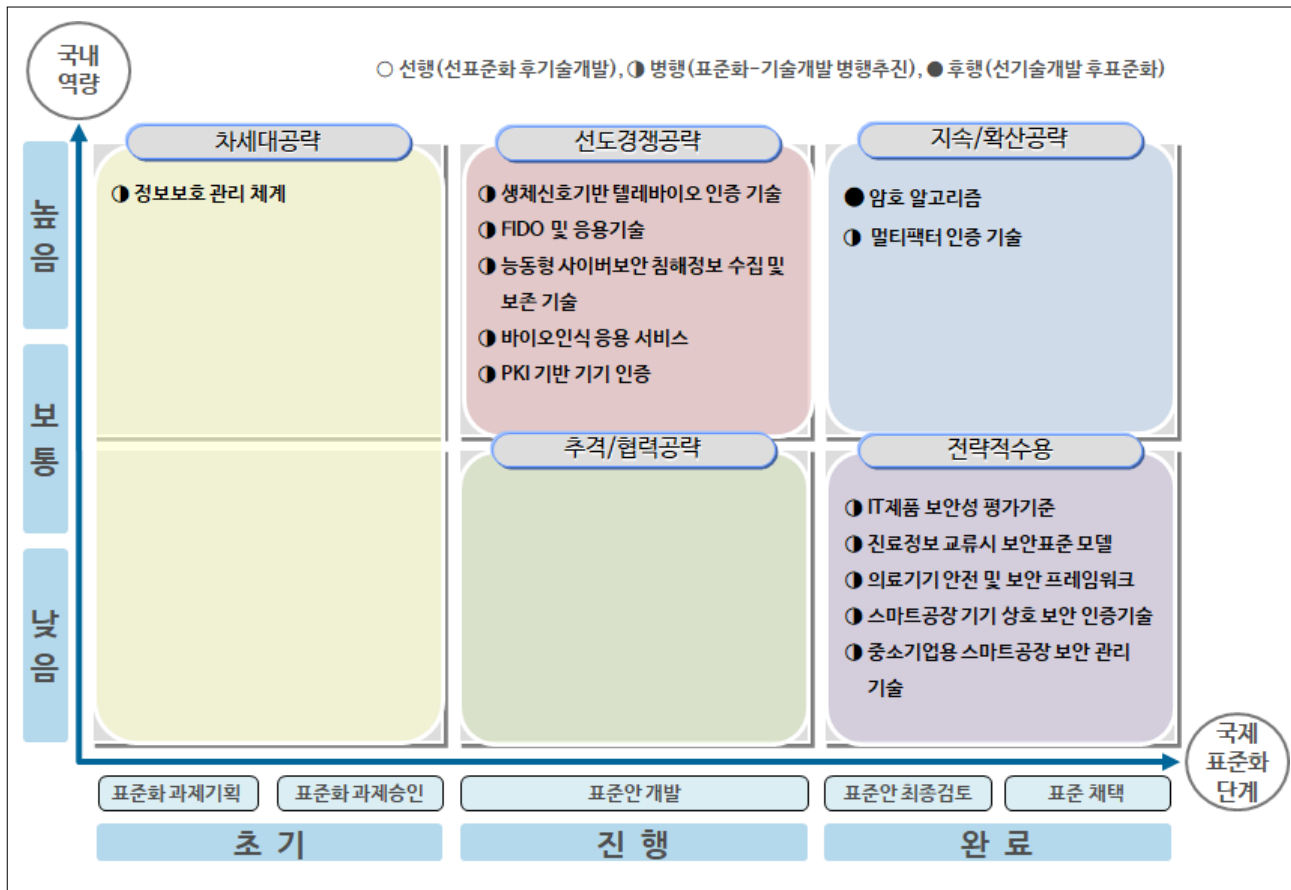 국내
역량
○ 선행(선표준화 후기술개발), ◑ 병행(표준화-기술개발 병행추진), ● 후행(선기술개발 후표준화)
차세대공략
◑ 정보보호 관리 체계
선도경쟁공략
◑ 생체신호기반 텔레바이오 인증 기술
◑ FIDO 및 응용기술
◑ 능동형 사이버보안 침해정보 수집 및
보존 기술
◑ 바이오인식 응용 서비스
◑ PKI 기반 기기 인증
지속/확산공략
● 암호 알고리즘
◑ 멀티팩터 인증 기술
추격/협력공략
전략적수용
◑ IT제품 보안성 평가기준
◑ 진료정보 교류시 보안표준 모델
◑ 의료기기 안전 및 보안 프레임워크
◑ 스마트공장 기기 상호 보안 인증기술
◑ 중소기업용 스마트공장 보안 관리
기술
높음
보통
낮음
국제
표준화
단계
표준화 과제기획
표준화 과제승인
표준안 개발
표준안 최종검토
표준 채택
초 기
진 행
완 료